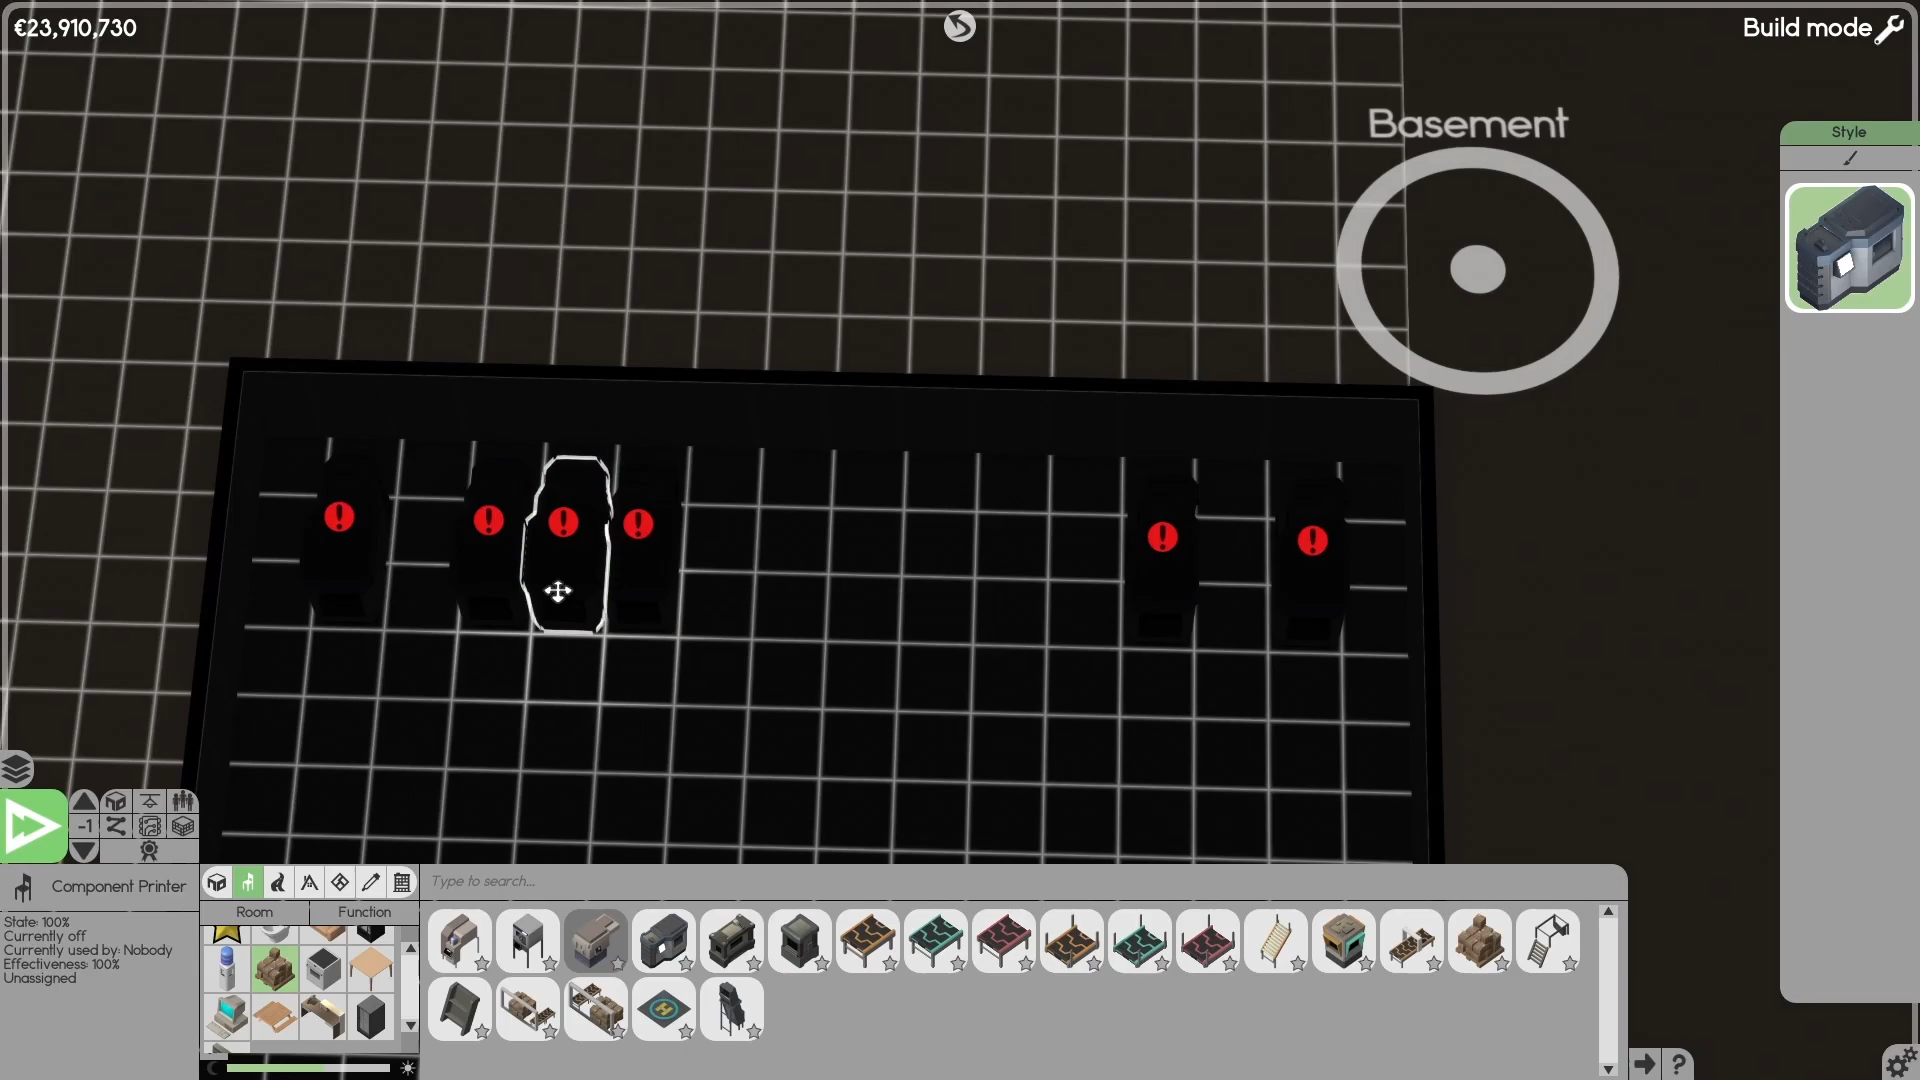 €23,910,730
Build mode
Basement
Style
-1
Component Printer
State: 100%
Currently off
Currently used by: Nobody
Effectiveness: 100%
Unassigned
Room
Function
Type to search...
H
?